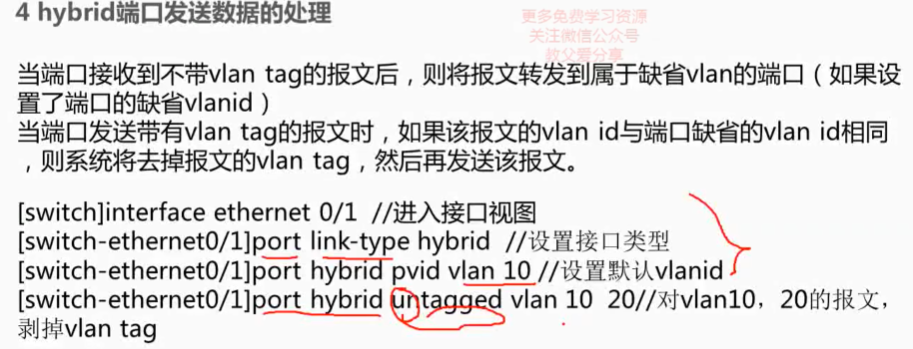 4 hybrid端口发送数据的处理
更多免费学习资源
关注微信公众号
教父爱分享
当端口接收到不带vlan tag的报文后，则将报文转发到属于缺省vlan的端口（如果设
置了端口的缺省vlanid）
当端口发送带有vlan tag的报文时，如果该报文的vlan id与端口缺省的vlan id相同
，则系统将去掉报文的vlan tag，然后再发送该报文。
[switch]interface ethernet 0/1 //进入接口视图
[switch-ethernet0/1]port link-type hybrid //设置接口类型
[switch-ethernet0/1]port hybrid pvid vlan 10 //设置默认vlanid
[switch-ethernet0/1]port hybrid untagged vlan 10 20//对vlan10，20的报文，
剥掉vlan tag